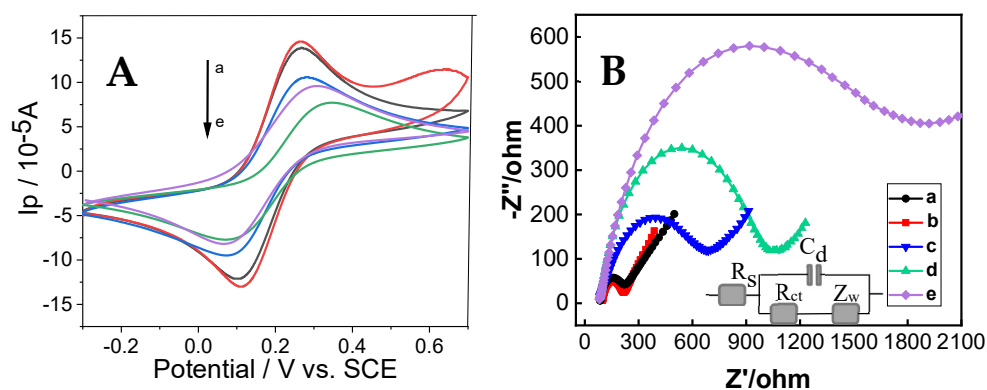 A
a
e
15
10
5
0
-5
-10
-15
Ip / 10⁻⁵A
-0.2
0.0
0.2
0.4
0.6
Potential / V vs. SCE
B
600
500
400
300
200
100
0
-Z"/ohm
0
300
600
900
1200
1500
1800
2100
Z'/ohm
a
b
c
d
e
Cd
Rs
Rct
Zw